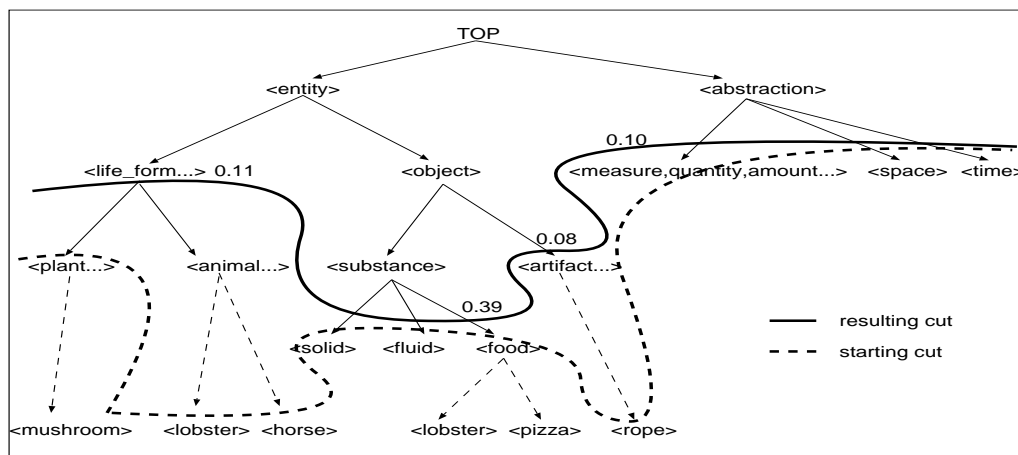 TOP
<entity> <abstraction>
0.10
<life_form...> 0.11 <object> <measure,quantity,amount...> <space> <time>
0.08
<plant...> <animal...> <substance> <artifact...>
0.39
resulting cut
<solid> <fluid> <food>
starting cut
<mushroom> <lobster> <horse> <lobster> <pizza> <rope>